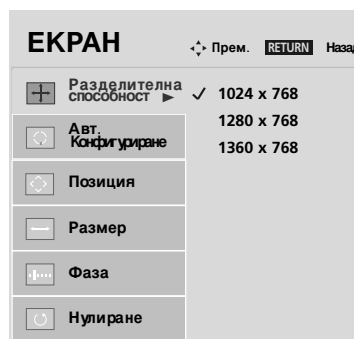 ЕКРАН
Прем. RETURN Назад
Разделителна
способност ► ✓ 1024 x 768
1280 x 768
1360 x 768
Авт.
Конфигуриране
Позиция
Размер
Фаза
Нулиране